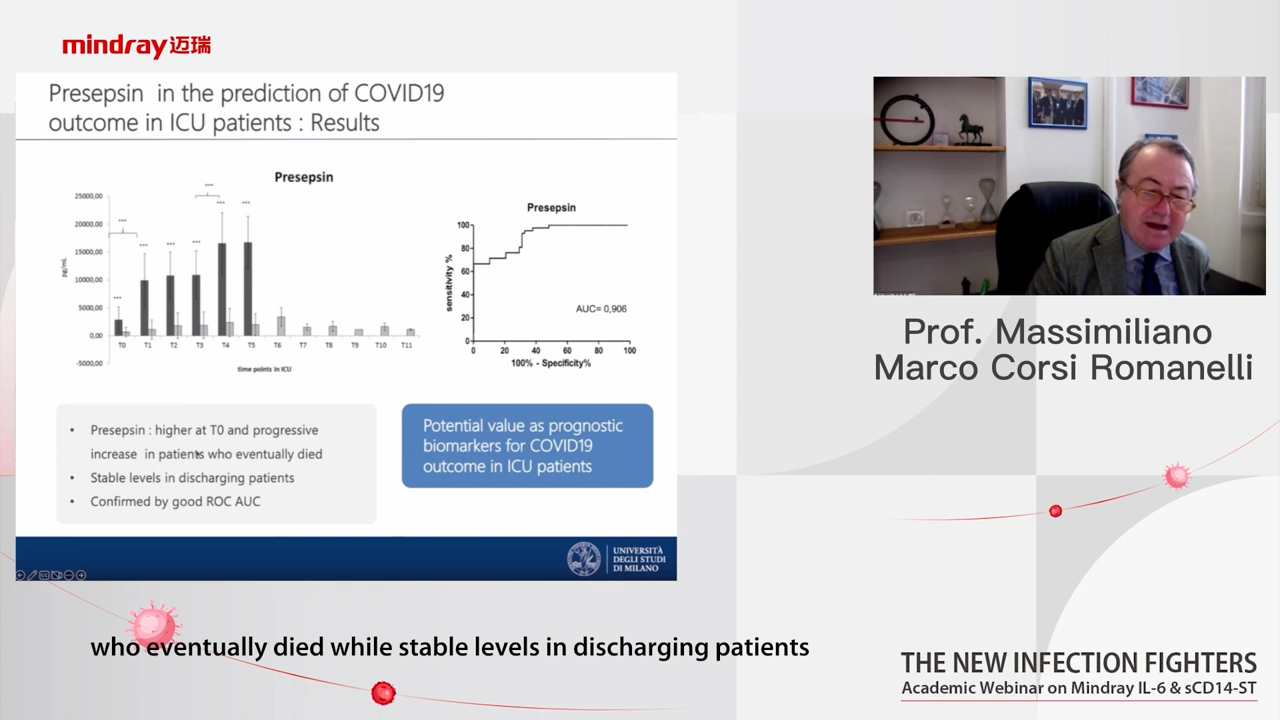 mindray迈瑞
Presepsin in the prediction of COVID19
outcome in ICU patients : Results
Presepsin
***
25000,00
20000,00
15000,00
10000,00
5000,00
0,00
-5000,00
pg/mL
*** *** *** *** *** *** ***
T0 T1 T2 T3 T4 T5 T6 T7 T8 T9 T10 T11
time points in ICU
Presepsin
100
80
60
40
20
0
sensitivity %
AUC= 0,906
0 20 40 60 80 100
100% - Specificity%
• Presepsin : higher at T0 and progressive
increase in patients who eventually died
• Stable levels in discharging patients
• Confirmed by good ROC AUC
Potential value as prognostic
biomarkers for COVID19
outcome in ICU patients
UNIVERSITÀ
DEGLI STUDI
DI MILANO
Prof. Massimiliano
Marco Corsi Romanelli
who eventually died while stable levels in discharging patients
THE NEW INFECTION FIGHTERS
Academic Webinar on Mindray IL-6 & sCD14-ST